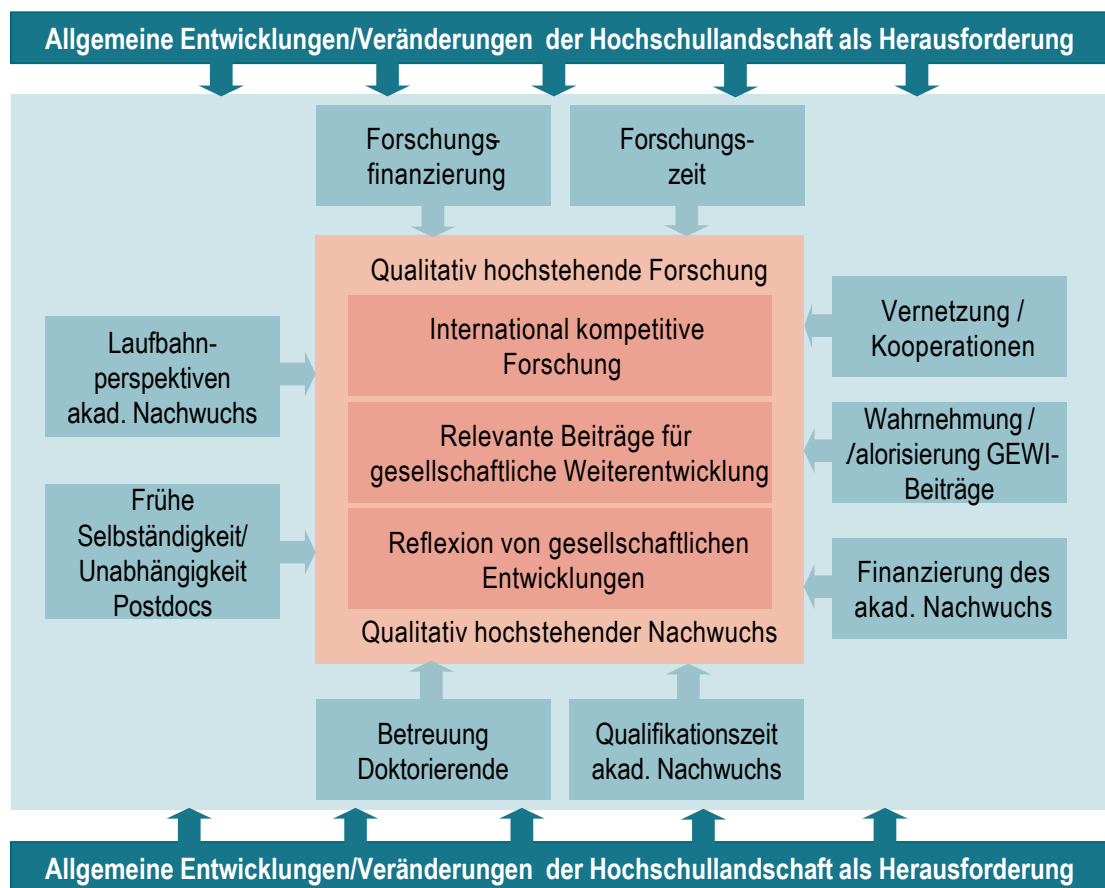 Allgemeine Entwicklungen/Veränderungen der Hochschullandschaft als Herausforderung
Forschungs-
finanzierung
Forschungs-
zeit
Qualitativ hochstehende Forschung
International kompetitive
Forschung
Relevante Beiträge für
gesellschaftliche Weiterentwicklung
Reflexion von gesellschaftlichen
Entwicklungen
Qualitativ hochstehender Nachwuchs
Laufbahn-
perspektiven
akad. Nachwuchs
Frühe
Selbständigkeit/
Unabhängigkeit
Postdocs
Vernetzung /
Kooperationen
Wahrnehmung /
/alorisierung GEWI-
Beiträge
Finanzierung des
akad. Nachwuchs
Betreuung
Doktorierende
Qualifikationszeit
akad. Nachwuchs
Allgemeine Entwicklungen/Veränderungen der Hochschullandschaft als Herausforderung